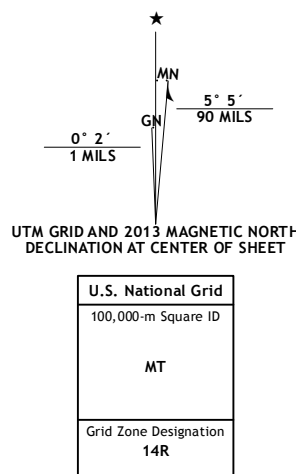 MN
GN
5° 5´
90 MILS
0° 2´
1 MILS
UTM GRID AND 2013 MAGNETIC NORTH
DECLINATION AT CENTER OF SHEET
U.S. National Grid
100,000-m Square ID
MT
Grid Zone Designation
14R